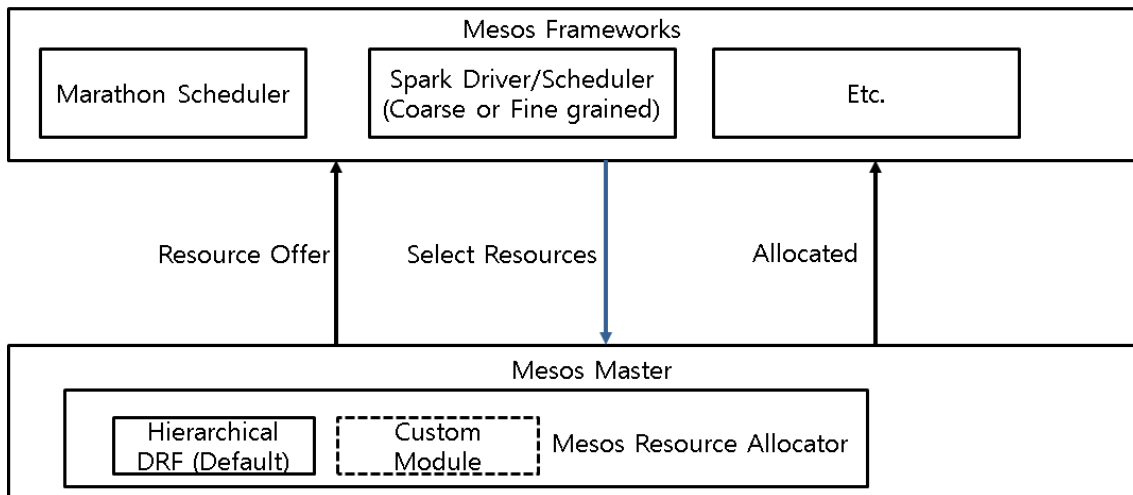 Mesos Frameworks
Marathon Scheduler
Spark Driver/Scheduler
(Coarse or Fine grained)
Etc.
Resource Offer
Select Resources
Allocated
Mesos Master
Hierarchical
DRF (Default)
Custom
Module
Mesos Resource Allocator